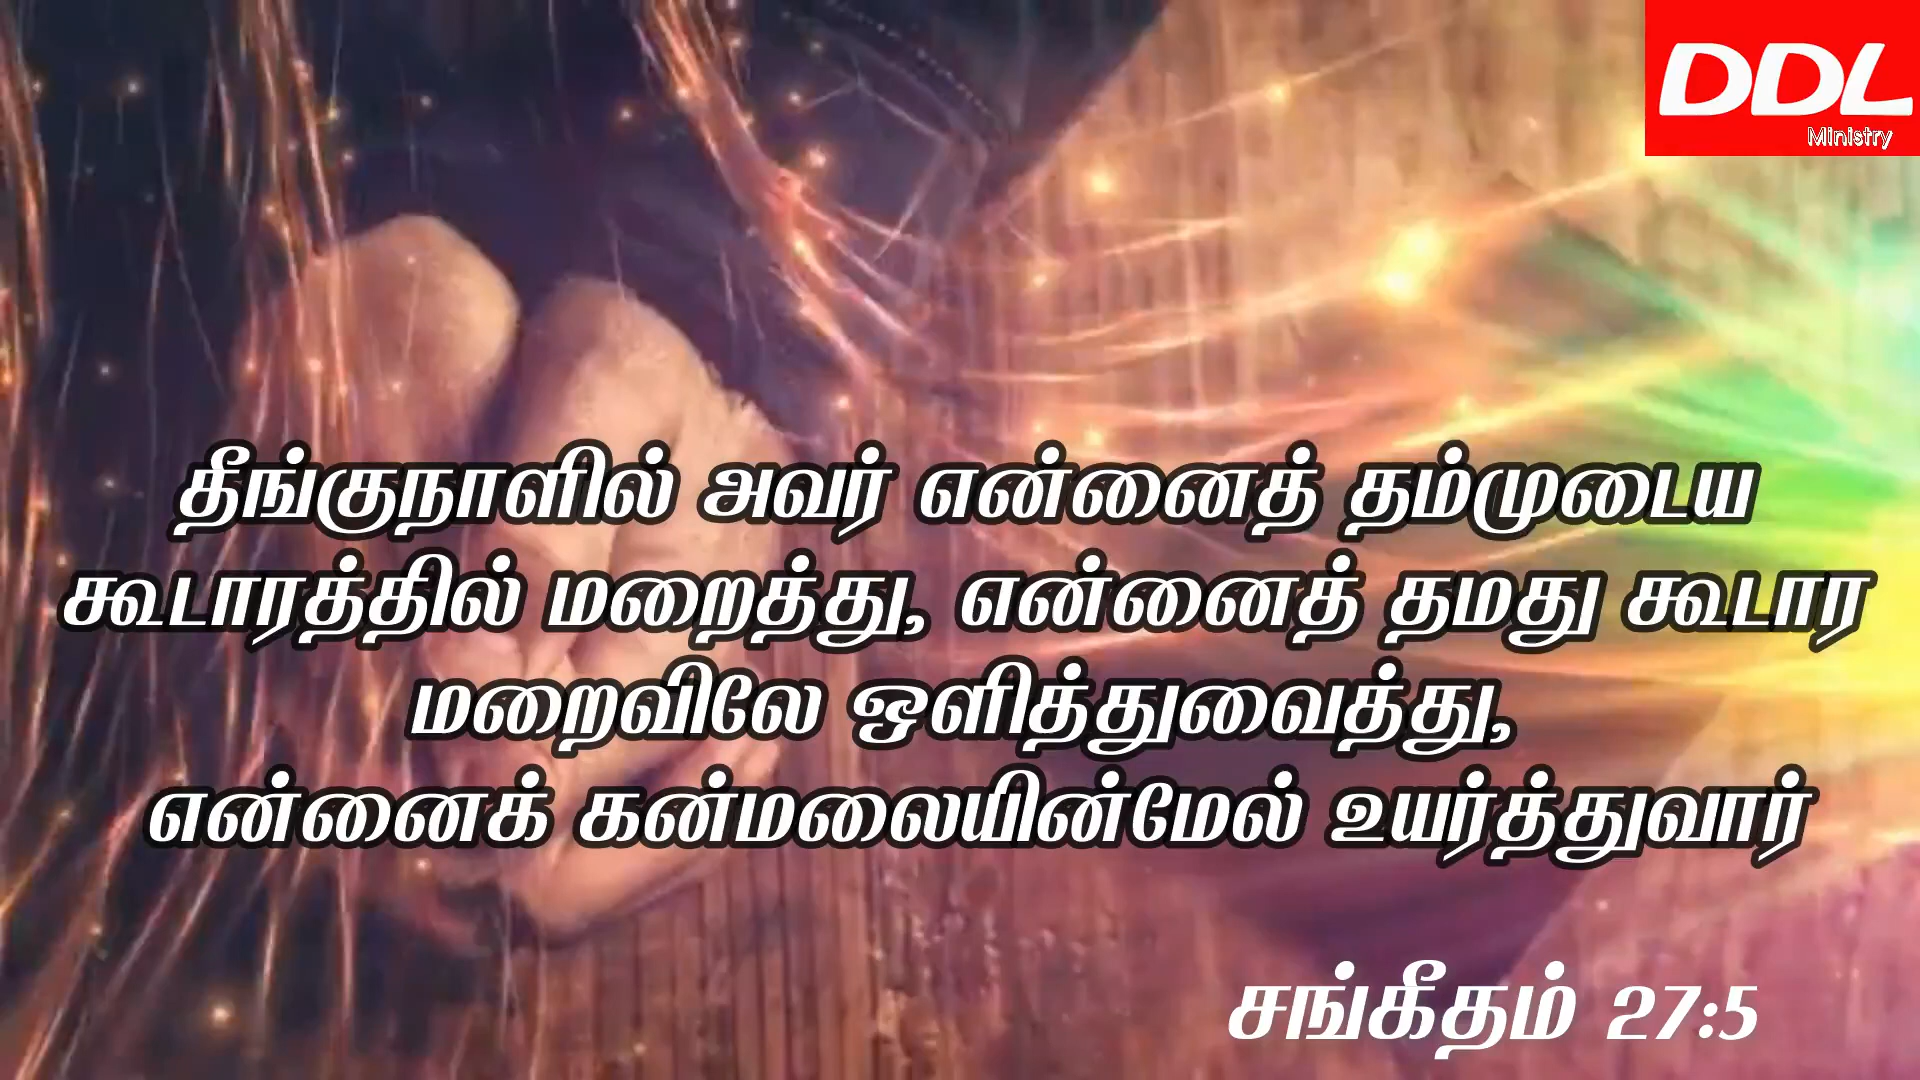 DDL
Ministry
தீங்குநாளில் அவர் என்னைத் தம்முடைய
கூடாரத்தில் மறைத்து, என்னைத் தமது கூடார
மறைவிலே ஒளித்துவைத்து,
என்னைக் கன்மலையின்மேல் உயர்த்துவார்
சங்கீதம் 27:5